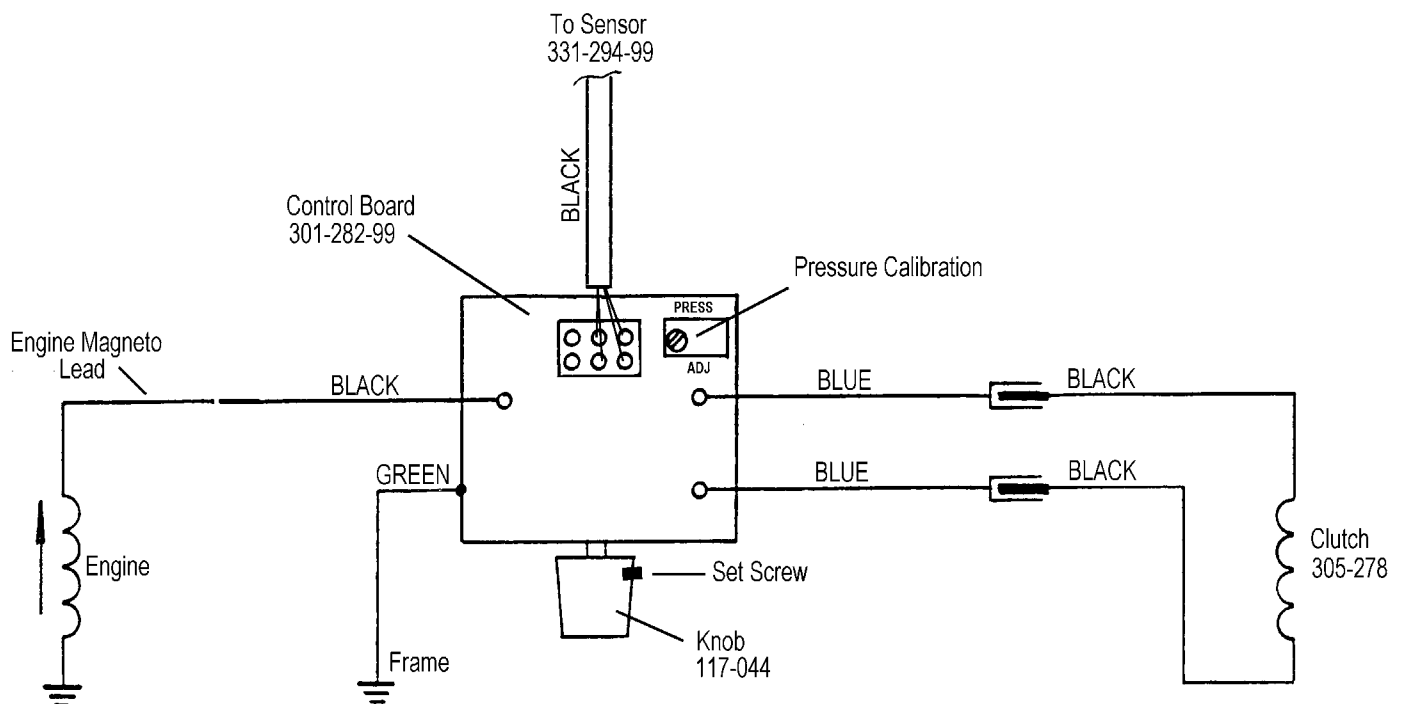 To Sensor
331-294-99
BLACK
Control Board
301-282-99
Pressure Calibration
PRESS
ADJ
Engine Magneto
Lead
BLACK
BLUE
BLACK
GREEN
BLUE
BLACK
Engine
Set Screw
Clutch
305-278
Knob
117-044
Frame